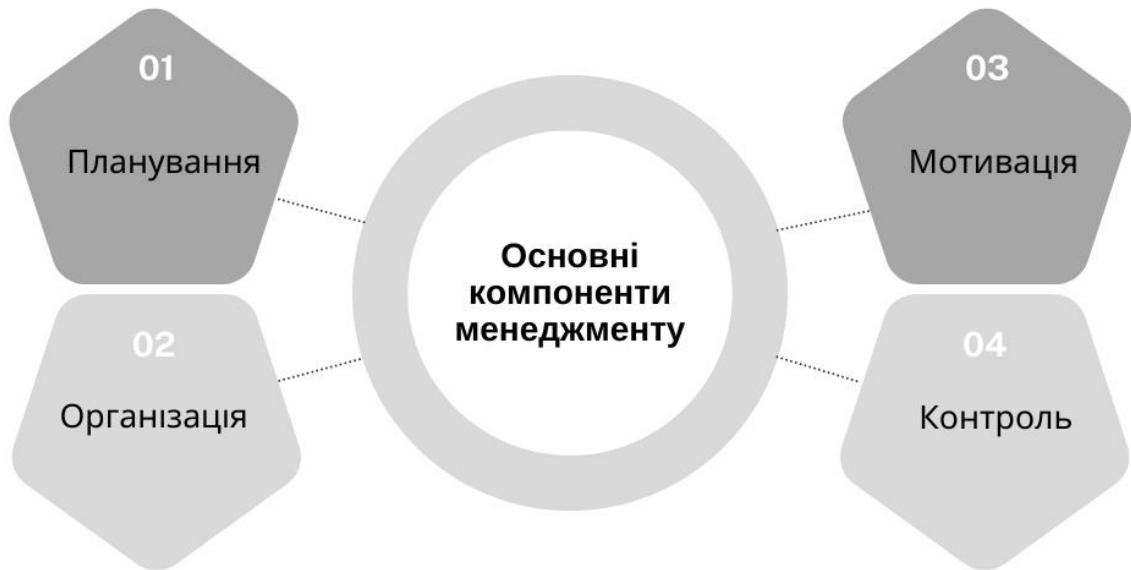 01
Планування
02
Організація
Основні
компоненти
менеджменту
03
Мотивація
04
Контроль